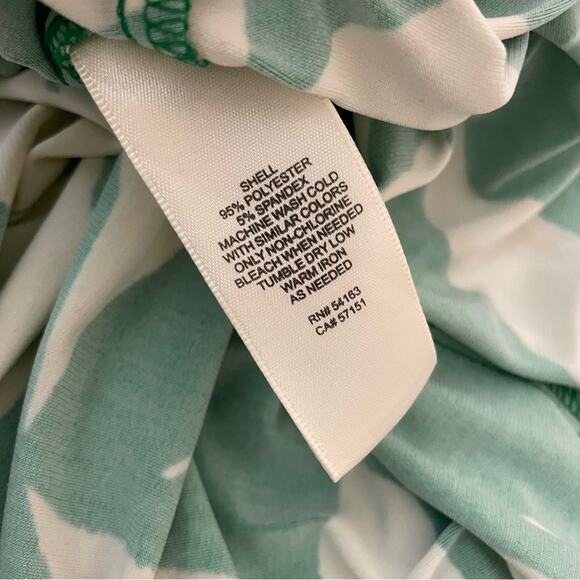 SHELL
95% POLYESTER
5% SPANDEX
MACHINE WASH COLD
WITH SIMILAR COLORS
ONLY NON-CHLORINE
BLEACH WHEN NEEDED
TUMBLE DRY LOW
WARM IRON
AS NEEDED
RN# 54163
CA# 57151